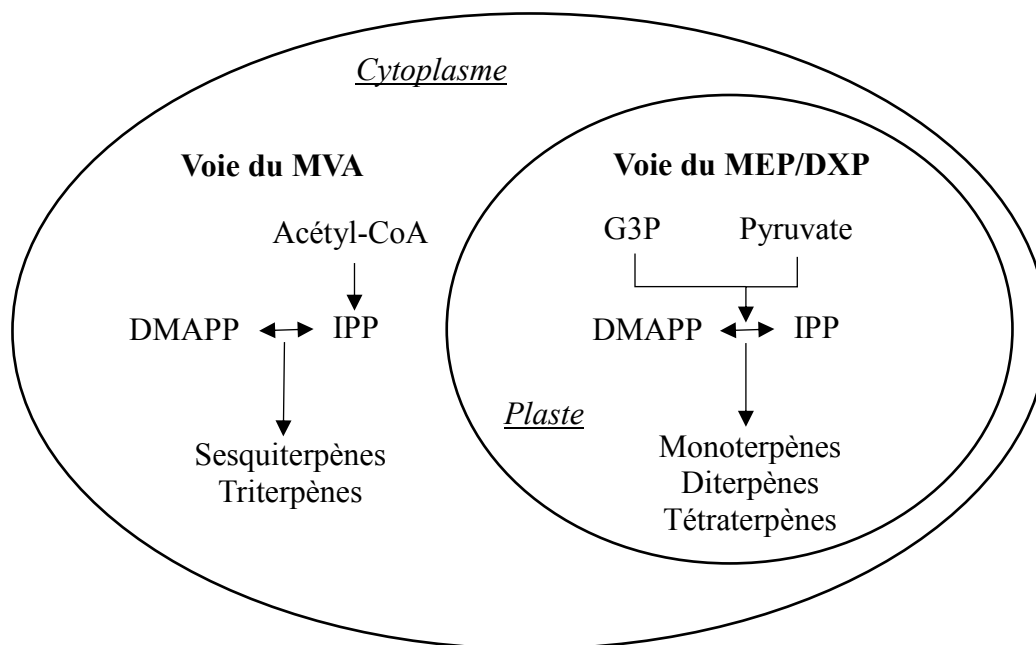 Cytoplasme
Voie du MVA
Acétyl-CoA
DMAPP
IPP
Sesquiterpènes
Triterpènes
Voie du MEP/DXP
G3P
Pyruvate
DMAPP
IPP
Plaste
Monoterpènes
Diterpènes
Tétraterpènes